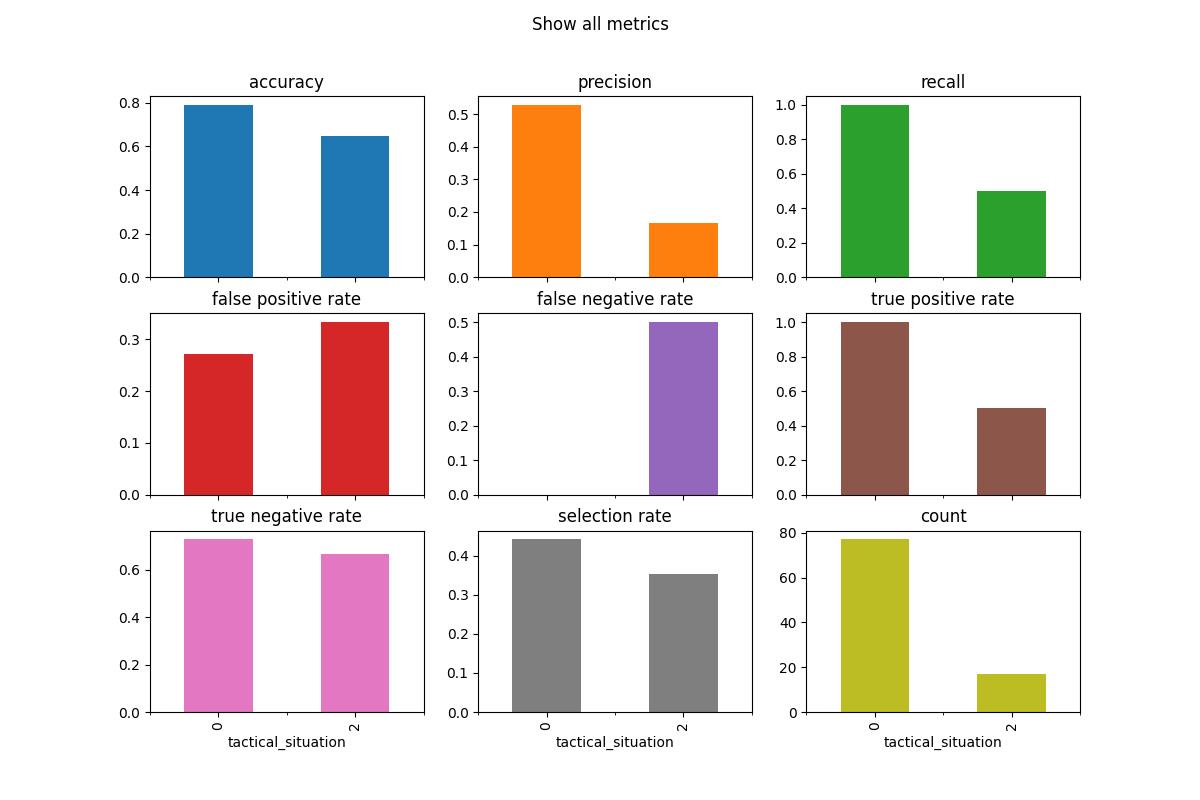 Show all metrics
accuracy precision recall
0.8 0.5 1.0
0.6 0.4 0.8
0.4 0.3 0.6
0.2 0.2 0.4
0.0 0.1 0.2
0.0 0.0
false positive rate false negative rate true positive rate
0.3 0.5 1.0
0.2 0.4 0.8
0.1 0.3 0.6
0.0 0.2 0.4
0.1 0.2
0.0 0.0
true negative rate selection rate count
0.6 0.4 80
0.4 0.3 60
0.2 0.2 40
0.0 0.1 20
0.0 0
0 2 0 2 0 2
tactical_situation tactical_situation tactical_situation